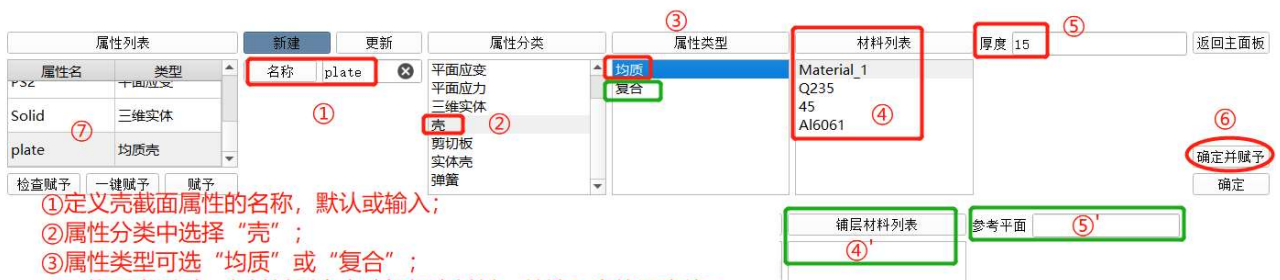 ③
⑤
属性列表 新建 更新 属性分类 属性类型 材料列表 厚度 15 返回主面板
属性名 类型 名称 plate 平面应变 均质 Material_1
PS2 平面应变 平面应力 复合 Q235
三维实体 45
Solid 三维实体 ① 壳 ② Al6061 ④ ⑥
⑦ 剪切板
plate 均质壳 实体壳 确定并赋予
检查赋予 一键赋予 赋予 弹簧 确定
①定义壳截面属性的名称，默认或输入；
②属性分类中选择“壳”； 铺层材料列表 参考平面 ⑤'
③属性类型可选“均质”或“复合”； ④'